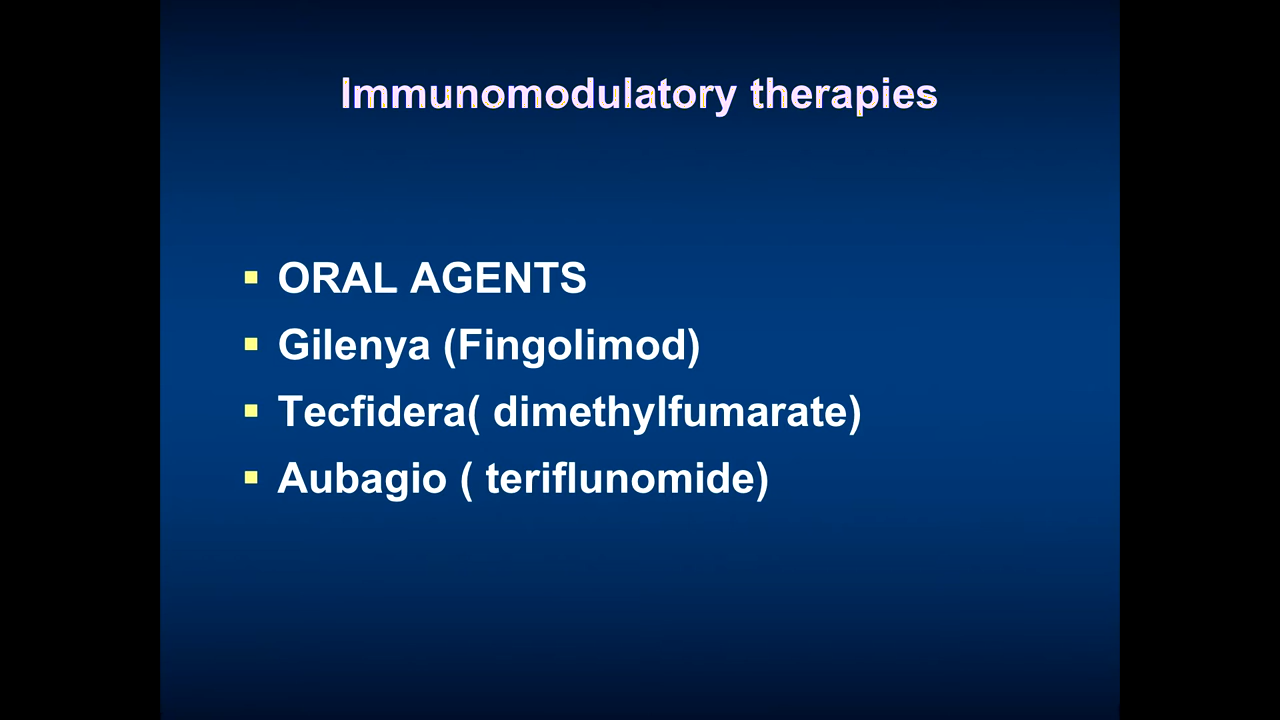 Immunomodulatory therapies
▪ ORAL AGENTS
▪ Gilenya (Fingolimod)
▪ Tecfidera( dimethylfumarate)
▪ Aubagio ( teriflunomide)